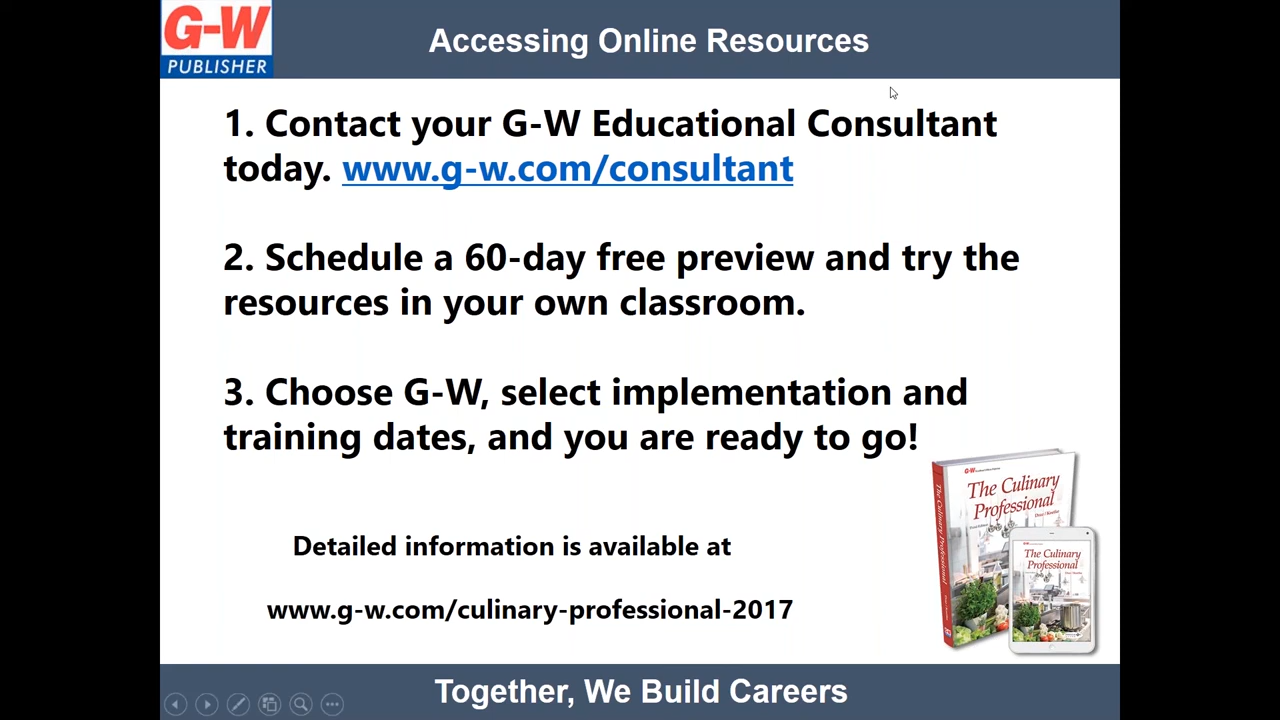 G-W
PUBLISHER
Accessing Online Resources
1. Contact your G-W Educational Consultant
today. www.g-w.com/consultant
2. Schedule a 60-day free preview and try the
resources in your own classroom.
3. Choose G-W, select implementation and
training dates, and you are ready to go!
Detailed information is available at
www.g-w.com/culinary-professional-2017
The Culinary Professional
The Culinary
Professional
The Culinary
Professional
Together, We Build Careers